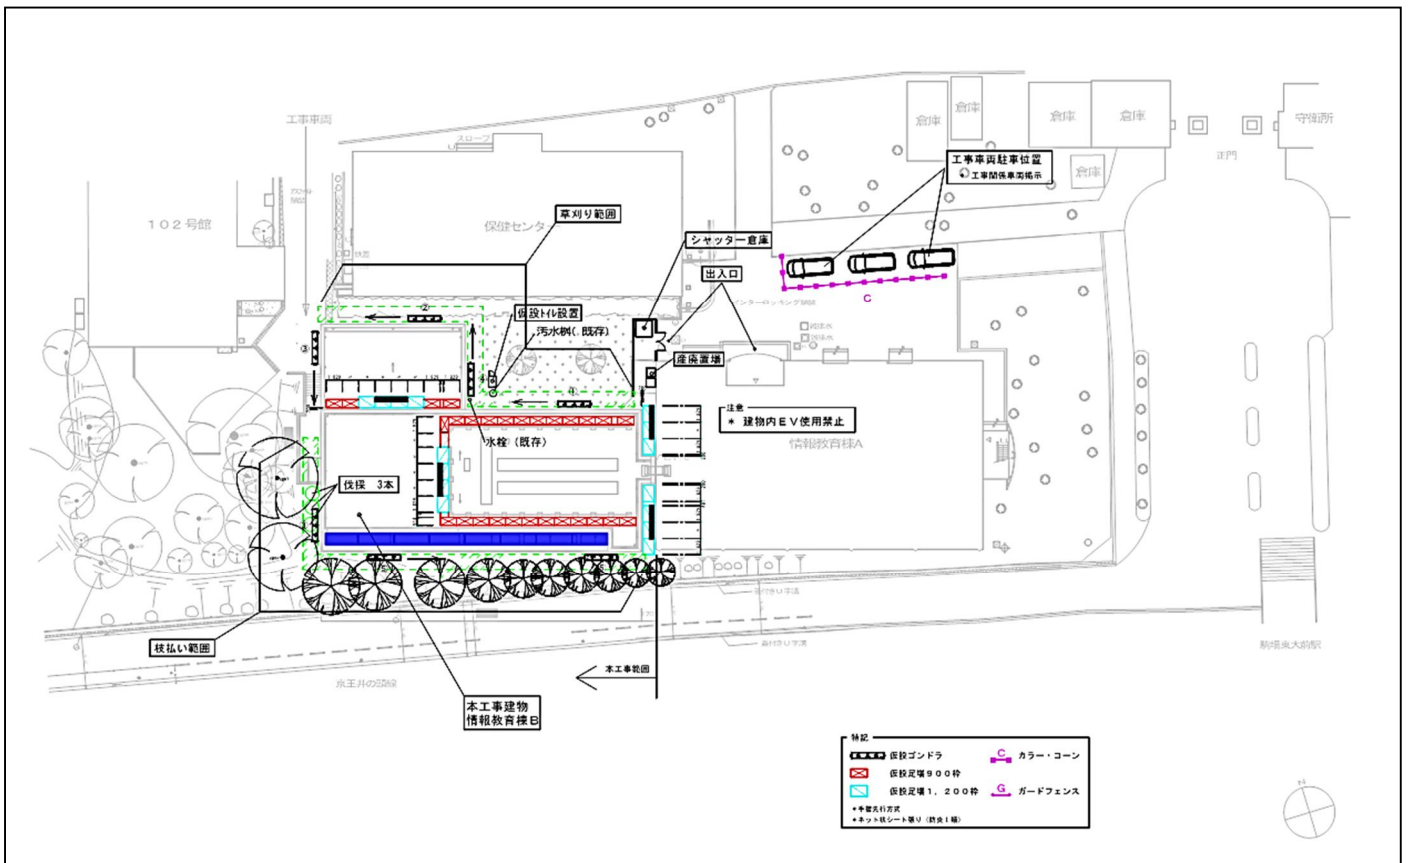 工事車両
スロープ
倉庫
倉庫
倉庫
倉庫
守衛所
正門
工事車両駐車位置
工事関係車両掲示
倉庫
102号館
保健センター
草刈り範囲
シャッター倉庫
出入口
C
②
仮設トイレ設置
汚水桝(既存)
③
産廃置場
④
①
注意
* 建物内EV使用禁止
水栓(既存)
情報教育棟A
伐採 3本
枝払い範囲
本工事範囲
京王井の頭線
駒場東大前駅
本工事建物
情報教育棟B
特記
仮設ゴンドラ
C カラー・コーン
仮設足場900枠
仮設足場1,200枠
G ガードフェンス
*手摺先行方式
*ネット状シート張り(防炎1類)